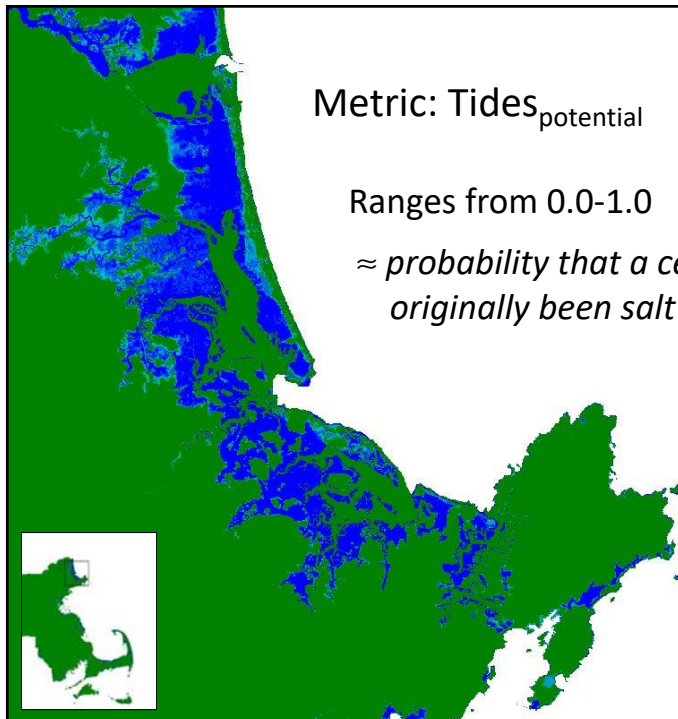 Metric: Tidespotential
Ranges from 0.0-1.0
≈ probability that a ce
originally been salt